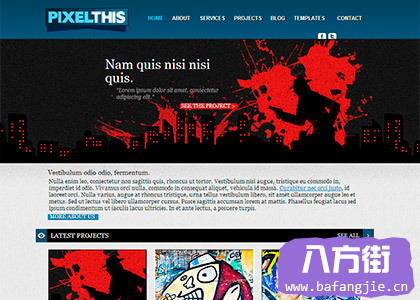 PIXELTHIS
HOME ABOUT SERVICES PROJECTS BLOG TEMPLATES CONTACT
Nam quis nisi nisi
quis.
"Lorem ipsum dolor sit amet, consectetur
adipiscing elit."
SEE THE PROJECT >
Vestibulum odio odio, fermentum.
Nulla enim leo, consectetur non sagittis quis, rhoncus ut tortor. Vestibulum nisi augue, tristique eu commodo in,
imperdiet id odio. Vivamus orci nulla, commodo in consequat aliquet, vehicula id massa. Curabitur nec orci justo, id
laoreet orci. Nulla varius, augue at rhoncus tristique, urna tellus vestibulum libero, in sit amet ullamcorper augue leo et
metus. Sed ut lectus vel libero ullamcorper cursus. Fusce sagittis accumsan lorem at mattis. Phasellus feugiat lacus
ipsum condimentum ut iaculis lacus ultricies. In et ante lectus, a posuere turpis.
MORE ABOUT US
LATEST PROJECTS
SEE ALL
八方街
www.bafangjie.cn